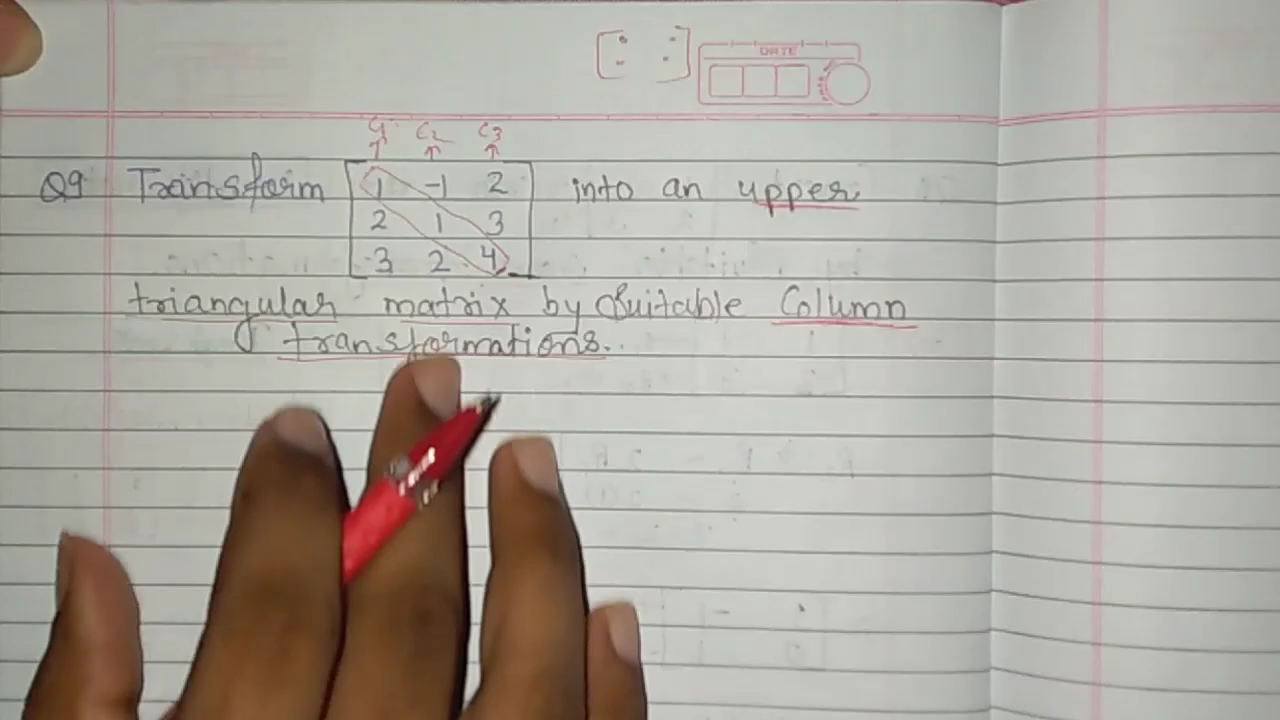 DATE
C1 C2 C3
Q9 Transform [1 -1 2 into an upper
2 1 3
3 2 4]
triangular matrix by Suitable Column
transformations.